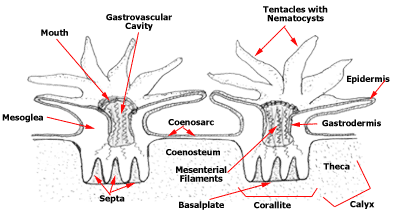 Gastrovascular
Cavity
Tentacles with
Nematocysts
Mouth
Epidermis
Mesoglea
Coenosarc
Gastrodermis
Coenosteum
Mesenterial
Filaments
Theca
Septa
Basalplate
Corallite
Calyx